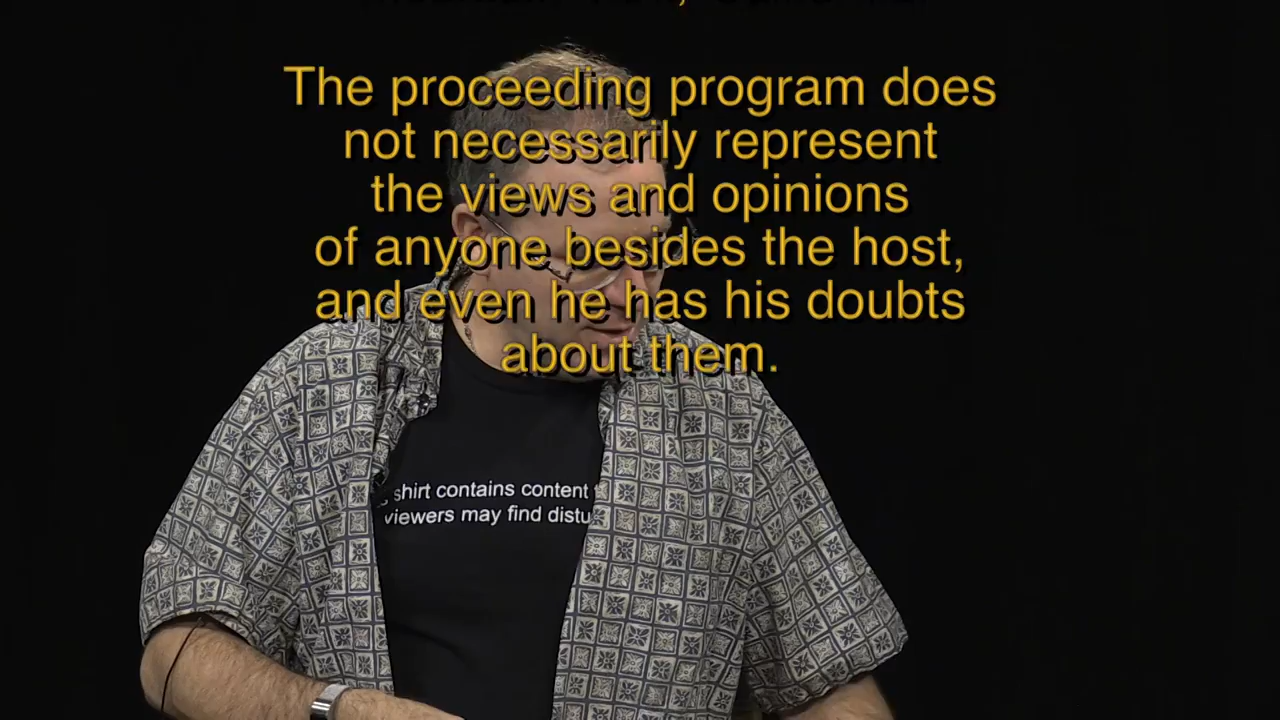 The proceeding program does
not necessarily represent
the views and opinions
of anyone besides the host,
and even he has his doubts
about them.
shirt contains content
viewers may find